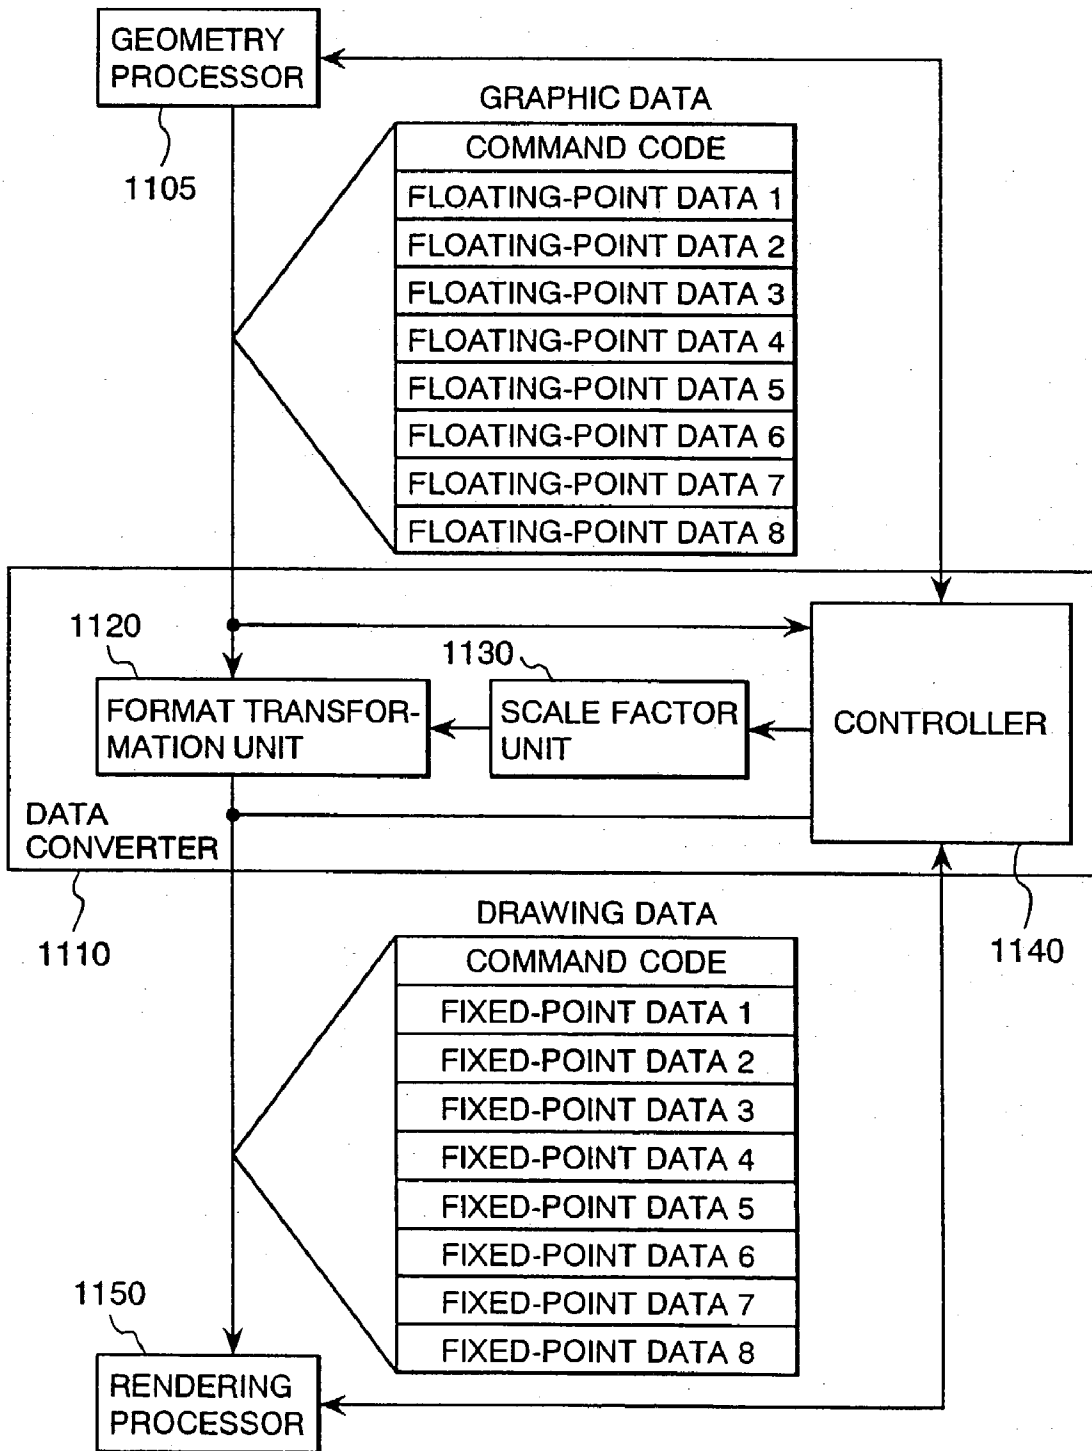 GEOMETRY
PROCESSOR
1105
GRAPHIC DATA
COMMAND CODE
FLOATING-POINT DATA 1
FLOATING-POINT DATA 2
FLOATING-POINT DATA 3
FLOATING-POINT DATA 4
FLOATING-POINT DATA 5
FLOATING-POINT DATA 6
FLOATING-POINT DATA 7
FLOATING-POINT DATA 8
1120
1130
FORMAT TRANSFOR-
MATION UNIT
SCALE FACTOR
UNIT
CONTROLLER
DATA
CONVERTER
1110
1140
DRAWING DATA
COMMAND CODE
FIXED-POINT DATA 1
FIXED-POINT DATA 2
FIXED-POINT DATA 3
FIXED-POINT DATA 4
FIXED-POINT DATA 5
FIXED-POINT DATA 6
FIXED-POINT DATA 7
FIXED-POINT DATA 8
1150
RENDERING
PROCESSOR